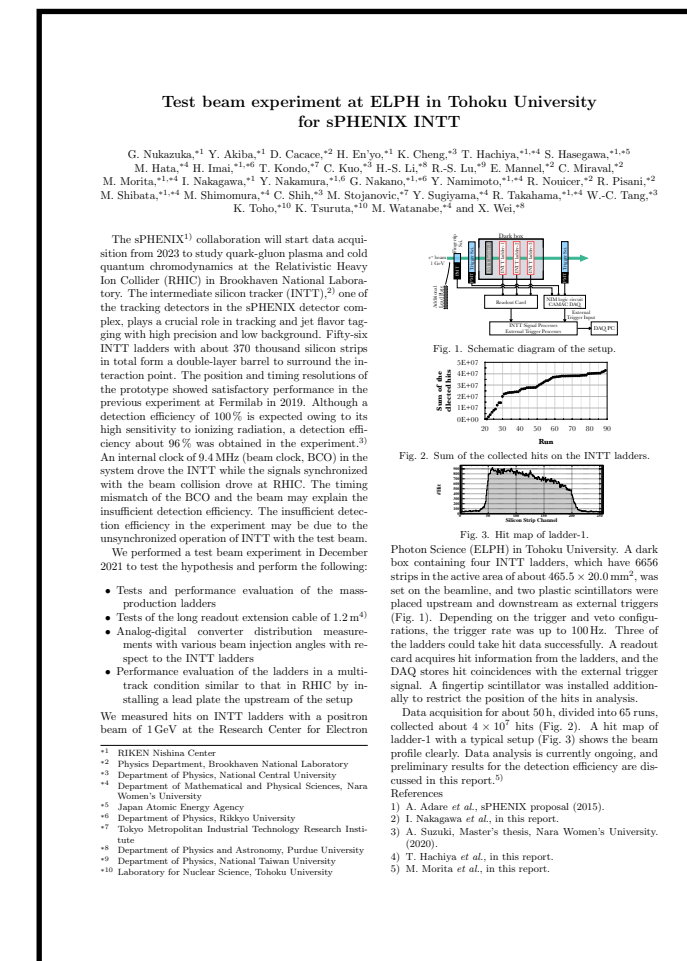 Test beam experiment at ELPH in Tohoku University
for sPHENIX INTT
G. Nukazuka,*1 Y. Akiba,*1 D. Cacace,*2 H. En'yo,*1 K. Cheng,*3 T. Hachiya,*1,*4 S. Hasegawa,*1,*5
M. Hata,*4 H. Imai,*1,*6 T. Kondo,*7 C. Kuo,*3 H.-S. Li,*8 R.-S. Lu,*9 E. Mannel,*2 C. Miraval,*2
M. Morita,*1,*4 I. Nakagawa,*1 Y. Nakamura,*1,6 G. Nakano,*1,*6 Y. Namimoto,*1,*4 R. Nouicer,*2 R. Pisani,*2
M. Shibata,*1,*4 M. Shimomura,*4 C. Shih,*3 M. Stojanovic,*7 Y. Sugiyama,*4 R. Takahama,*1,*4 W.-C. Tang,*3
K. Toho,*10 K. Tsuruta,*10 M. Watanabe,*4 and X. Wei,*8
The sPHENIX1) collaboration will start data acqui-
sition from 2023 to study quark-gluon plasma and cold
quantum chromodynamics at the Relativistic Heavy
Ion Collider (RHIC) in Brookhaven National Labora-
tory. The intermediate silicon tracker (INTT),2) one of
the tracking detectors in the sPHENIX detector com-
plex, plays a crucial role in tracking and jet flavor tag-
ging with high precision and low background. Fifty-six
INTT ladders with about 370 thousand silicon strips
in total form a double-layer barrel to surround the in-
teraction point. The position and timing resolutions of
the prototype showed satisfactory performance in the
previous experiment at Fermilab in 2019. Although a
detection efficiency of 100 % is expected owing to its
high sensitivity to ionizing radiation, a detection effi-
ciency about 96 % was obtained in the experiment.3)
An internal clock of 9.4 MHz (beam clock, BCO) in the
system drove the INTT while the signals synchronized
with the beam collision drove at RHIC. The timing
mismatch of the BCO and the beam may explain the
insufficient detection efficiency. The insufficient detec-
tion efficiency in the experiment may be due to the
unsynchronized operation of INTT with the test beam.
We performed a test beam experiment in December
2021 to test the hypothesis and perform the following:
• Tests and performance evaluation of the mass-
production ladders
• Tests of the long readout extension cable of 1.2 m4)
• Analog-digital converter distribution measure-
ments with various beam injection angles with re-
spect to the INTT ladders
• Performance evaluation of the ladders in a multi-
track condition similar to that in RHIC by in-
stalling a lead plate the upstream of the setup
We measured hits on INTT ladders with a positron
beam of 1 GeV at the Research Center for Electron
*1 RIKEN Nishina Center
*2 Physics Department, Brookhaven National Laboratory
*3 Department of Physics, National Central University
*4 Department of Mathematical and Physical Sciences, Nara
Women's University
*5 Japan Atomic Energy Agency
*6 Department of Physics, Rikkyo University
*7 Tokyo Metropolitan Industrial Technology Research Insti-
tute
*8 Department of Physics and Astronomy, Purdue University
*9 Department of Physics, National Taiwan University
*10 Laboratory for Nuclear Science, Tohoku University
Dark box
e+ beam
1 GeV
Readout Card
NIM logic circuit
CAMAC DAQ
External
Trigger Input
INTT Signal Processor
External Trigger Processor
DAQ PC
Fig. 1. Schematic diagram of the setup.
Sum of the
5E+07
4E+07
3E+07
2E+07
1E+07
0E+00
20 30 40 50 60 70 80 90
Run
Fig. 2. Sum of the collected hits on the INTT ladders.
#Hit
Silicon Strip Channel
Fig. 3. Hit map of ladder-1.
Photon Science (ELPH) in Tohoku University. A dark
box containing four INTT ladders, which have 6656
strips in the active area of about 465.5 × 20.0 mm2, was
set on the beamline, and two plastic scintillators were
placed upstream and downstream as external triggers
(Fig. 1). Depending on the trigger and veto configu-
rations, the trigger rate was up to 100 Hz. Three of
the ladders could take hit data successfully. A readout
card acquires hit information from the ladders, and the
DAQ stores hit coincidences with the external trigger
signal. A fingertip scintillator was installed addition-
ally to restrict the position of the hits in analysis.
Data acquisition for about 50 h, divided into 65 runs,
collected about 4 × 107 hits (Fig. 2). A hit map of
ladder-1 with a typical setup (Fig. 3) shows the beam
profile clearly. Data analysis is currently ongoing, and
preliminary results for the detection efficiency are dis-
cussed in this report.5)
References
1) A. Adare et al., sPHENIX proposal (2015).
2) I. Nakagawa et al., in this report.
3) A. Suzuki, Master's thesis, Nara Women's University.
(2020).
4) T. Hachiya et al., in this report.
5) M. Morita et al., in this report.